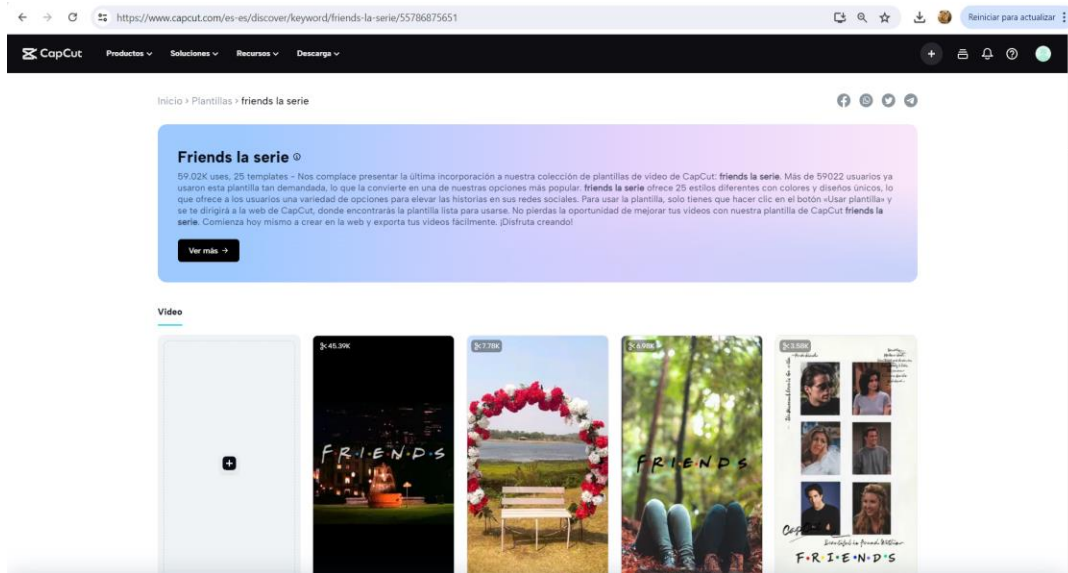 https://www.capcut.com/es-es/discover/keyword/friends-la-serie/55786875651
Reiniciar para actualizar
CapCut
Productos
Soluciones
Recursos
Descarga
Inicio > Plantillas > friends la serie
Friends la serie
59.02K uses, 25 templates - Nos complace presentar la última incorporación a nuestra colección de plantillas de video de CapCut: friends la serie. Más de 59022 usuarios ya
usaron esta plantilla tan demandada, lo que la convierte en una de nuestras opciones más popular. friends la serie ofrece 25 estilos diferentes con colores y diseños únicos, lo
que ofrece a los usuarios una variedad de opciones para elevar las historias en sus redes sociales. Para usar la plantilla, solo tienes que hacer clic en el botón «Usar plantilla» y
se te dirigirá a la web de CapCut, donde encontrarás la plantilla lista para usarse. No pierdas la oportunidad de mejorar tus videos con nuestra plantilla de CapCut friends la
serie. Comienza hoy mismo a crear en la web y exporta tus videos fácilmente. ¡Disfruta creando!
Ver más →
Video
45.39K
7.78K
6.98K
3.58K
F·R·I·E·N·D·S
F R I E N D S
CapCut
F·R·I·E·N·D·S